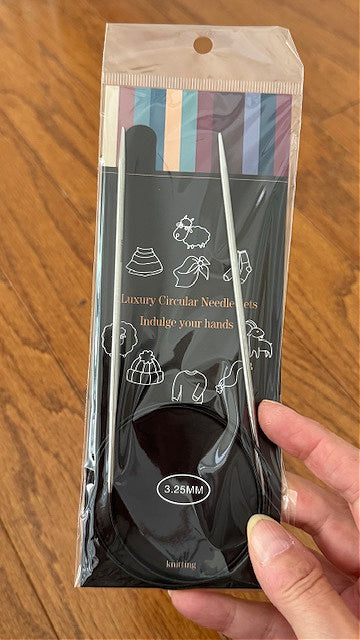 Luxury Circular Needle Sets
Indulge your hands
3.25MM
knitting